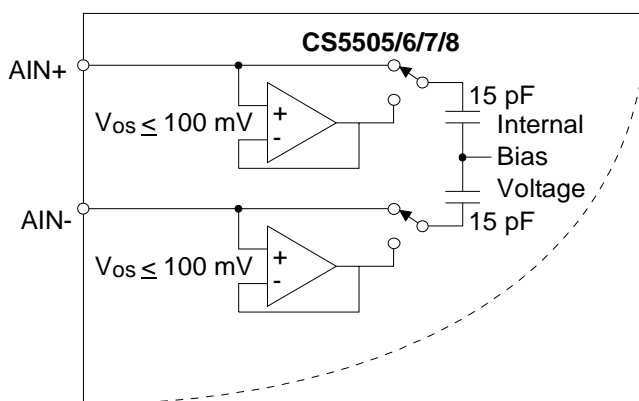 CS5505/6/7/8
AIN+
15 pF
+
Vos ≤ 100 mV
-
Internal
Bias
Voltage
AIN-
15 pF
+
Vos ≤ 100 mV
-